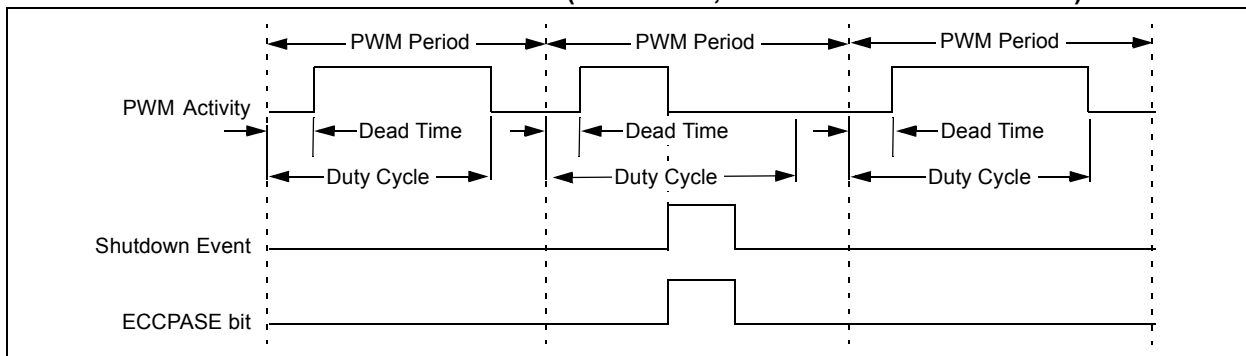 PWM Period PWM Period PWM Period
PWM Activity
Dead Time Dead Time Dead Time
Duty Cycle Duty Cycle Duty Cycle
Shutdown Event
ECCPASE bit